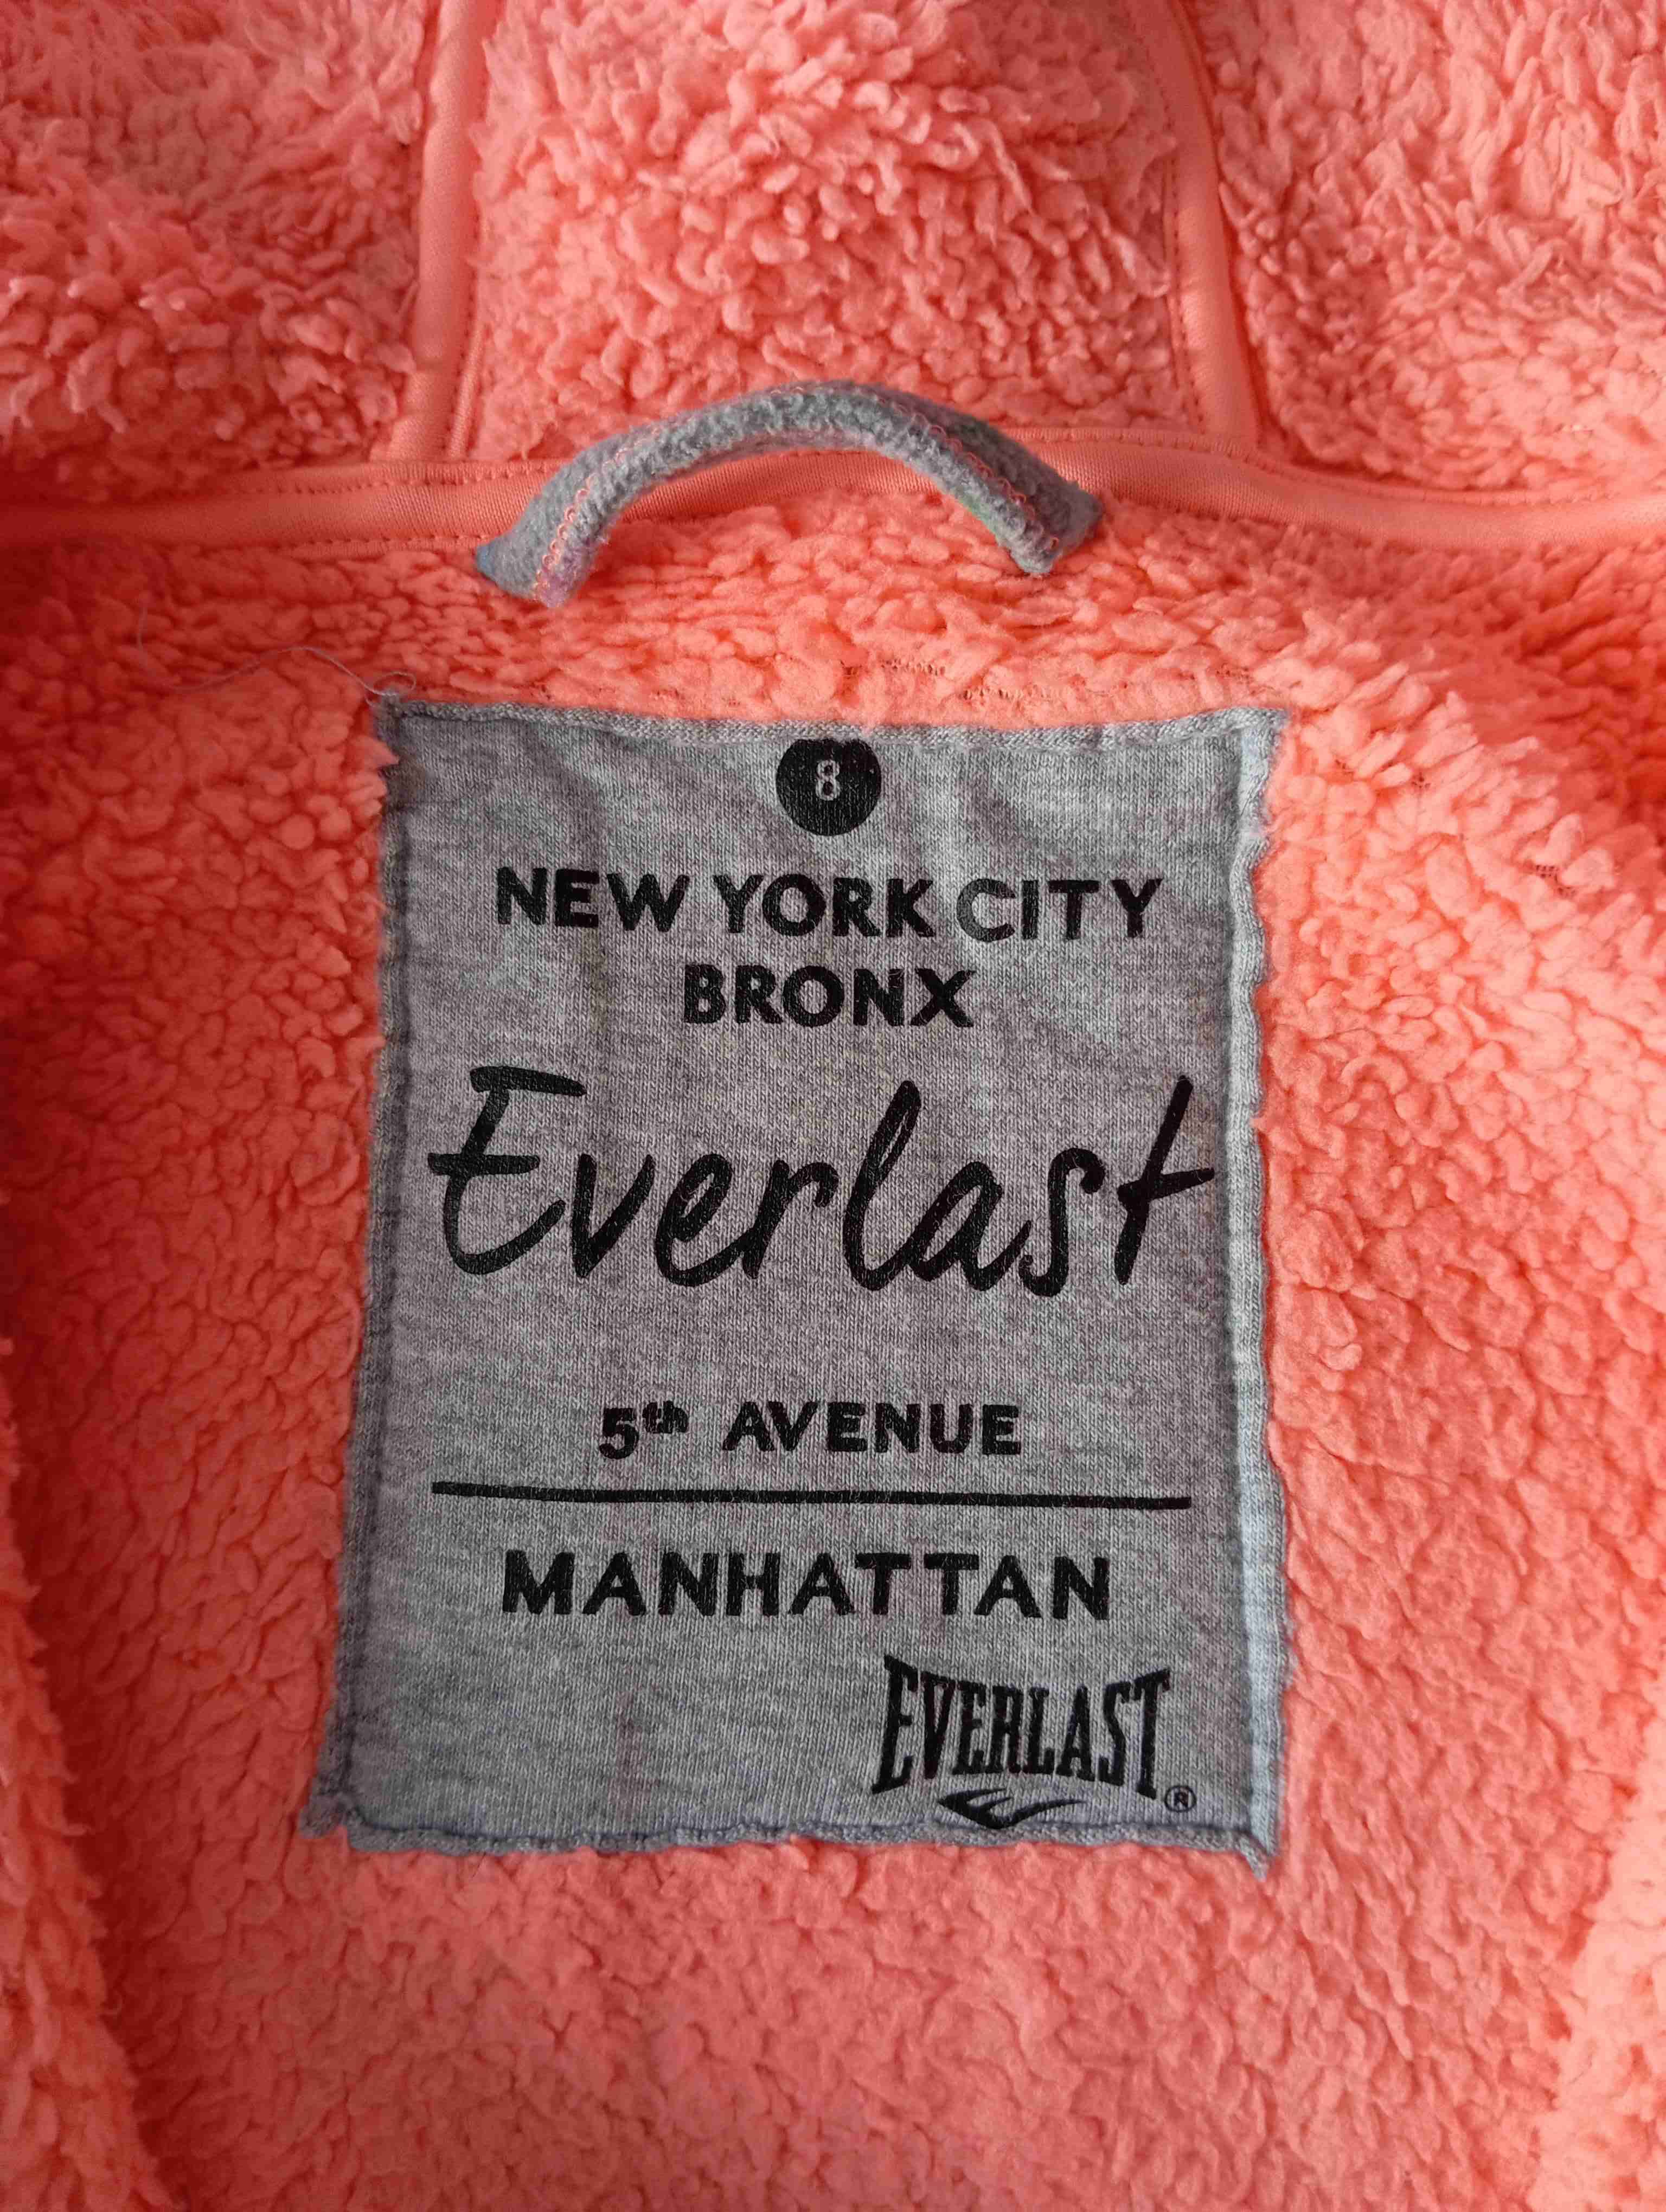 8
NEW YORK CITY
BRONX
Everlast
5th AVENUE
MANHATTAN
EVERLAST
®